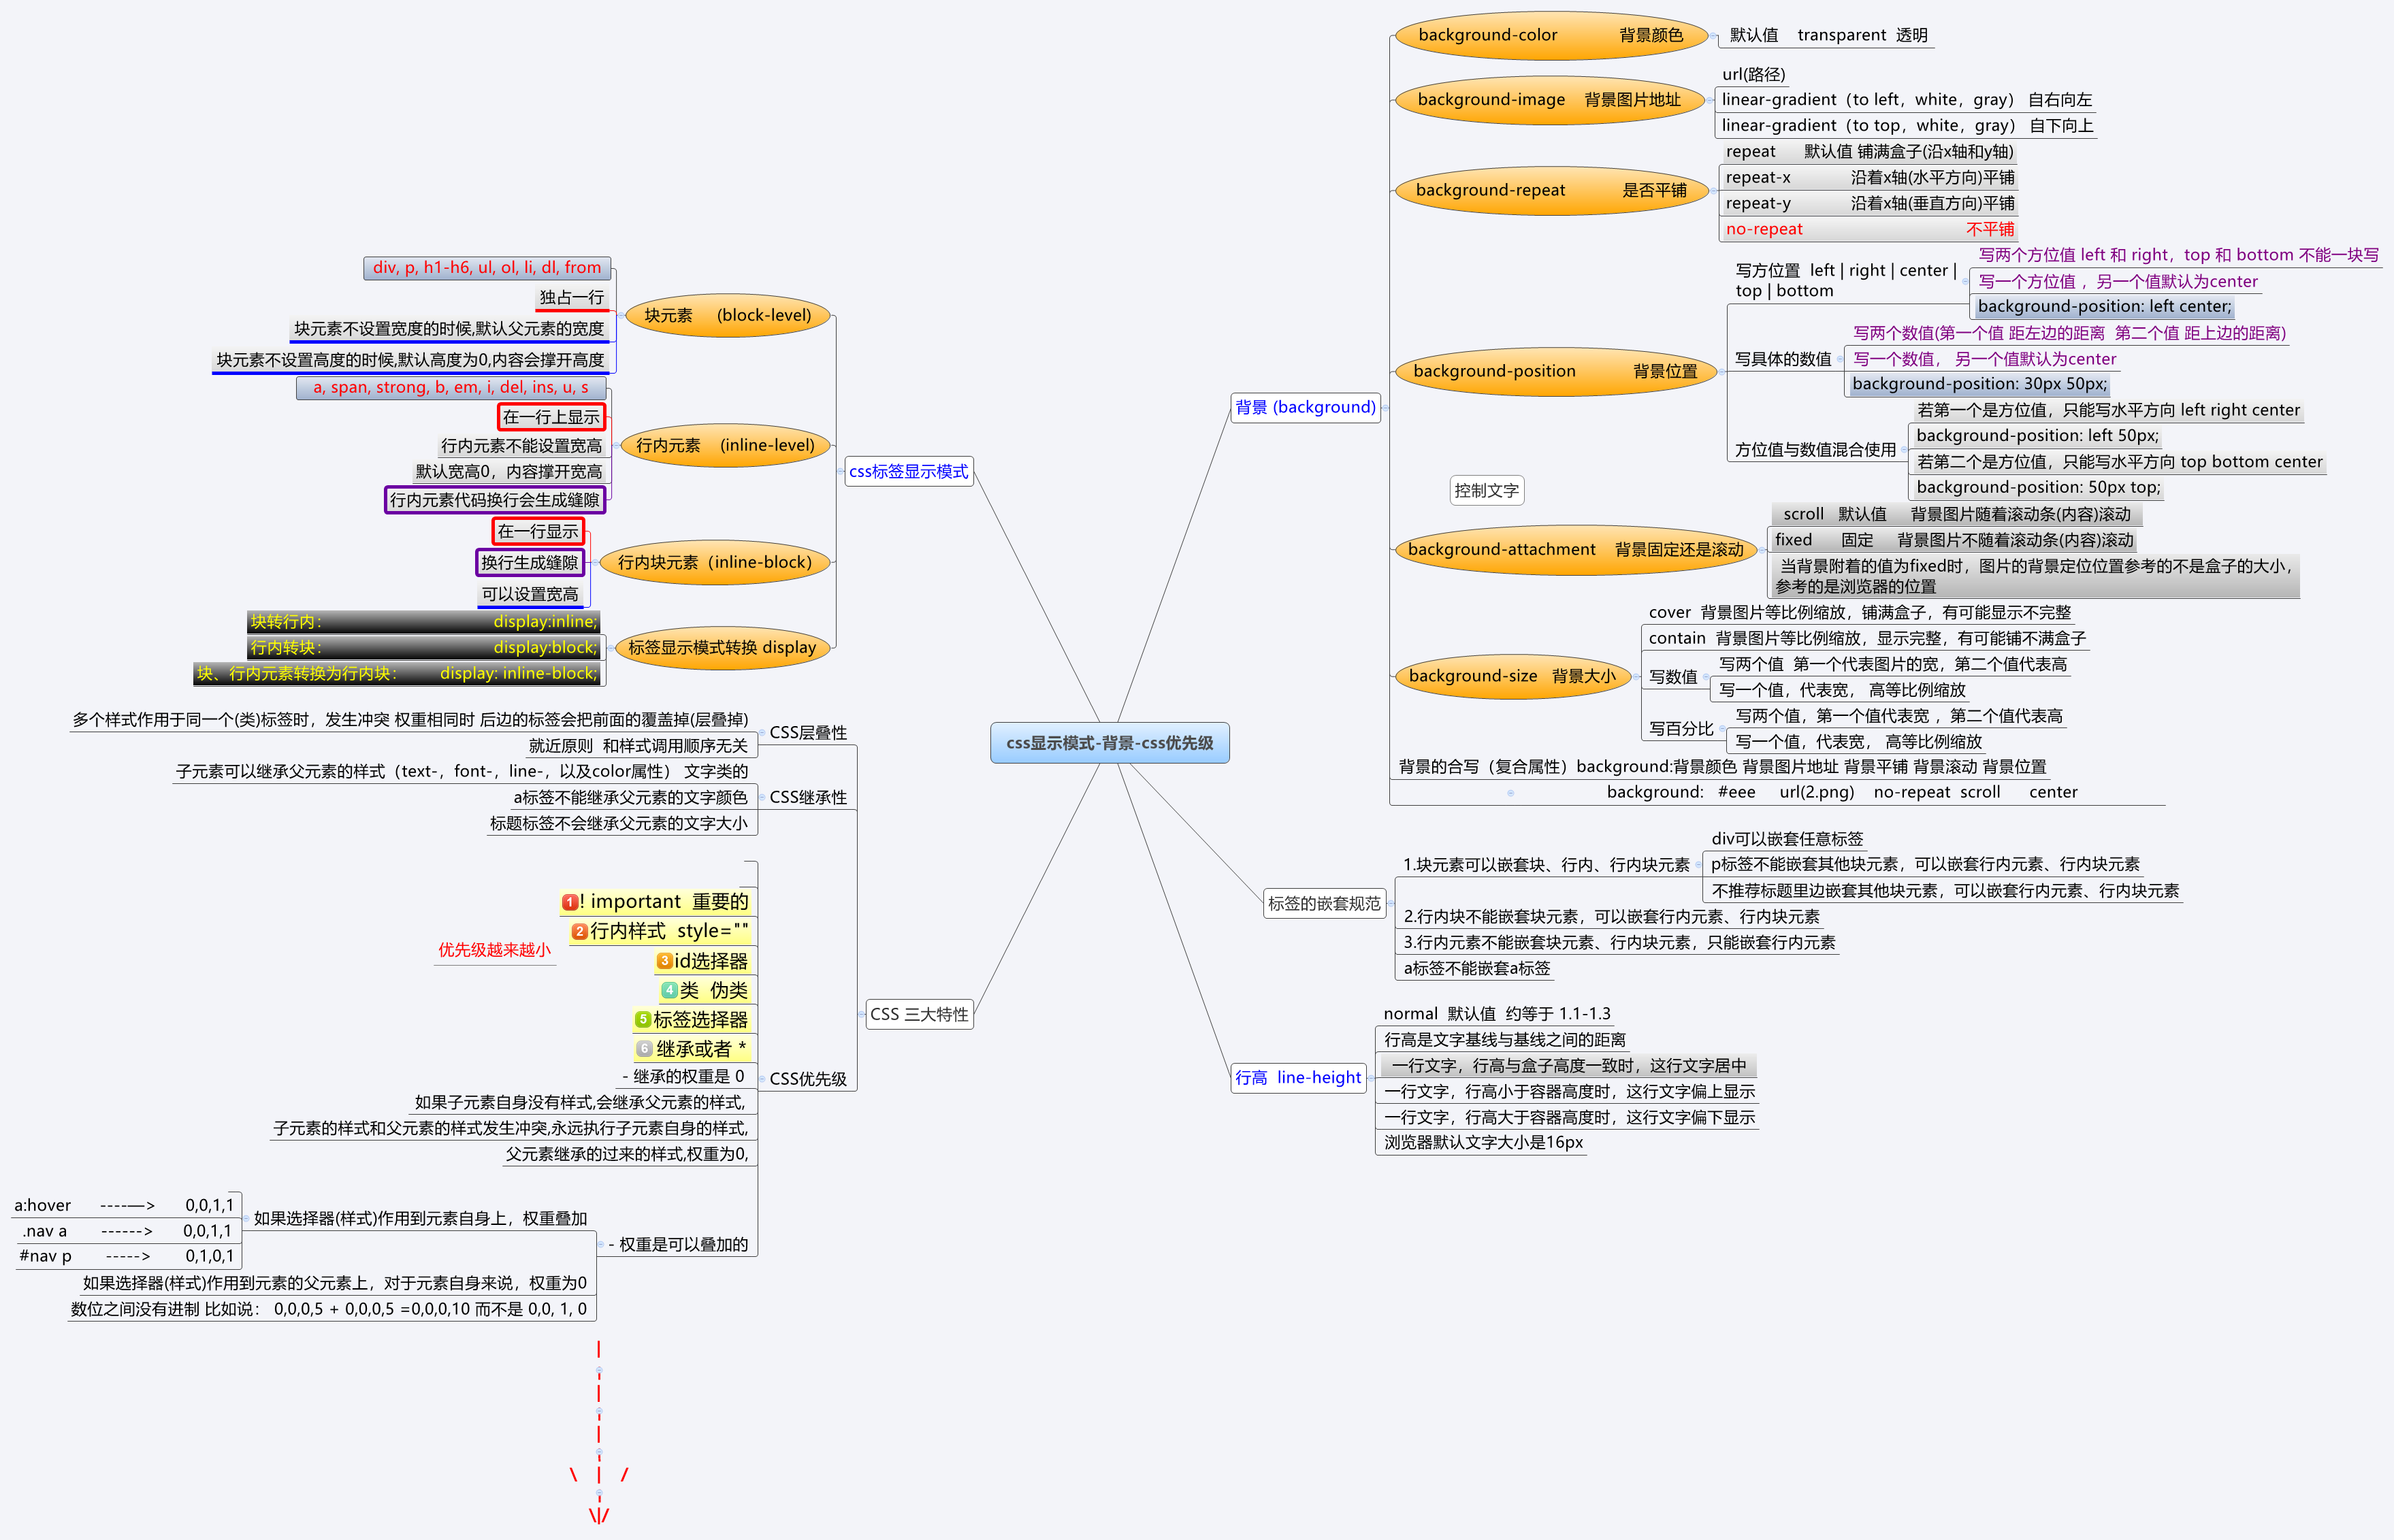 css显示模式-背景-css优先级
背景 (background)
background-color 背景颜色
默认值 transparent 透明
background-image 背景图片地址
url(路径)
linear-gradient（to left，white，gray） 自右向左
linear-gradient（to top，white，gray） 自下向上
background-repeat 是否平铺
repeat 默认值 铺满盒子(沿x轴和y轴)
repeat-x 沿着x轴(水平方向)平铺
repeat-y 沿着x轴(垂直方向)平铺
no-repeat 不平铺
background-position 背景位置
写方位置 left | right | center |
top | bottom
写两个方位值 left 和 right，top 和 bottom 不能一块写
写一个方位值 ，另一个值默认为center
background-position: left center;
写具体的数值
写两个数值(第一个值 距左边的距离 第二个值 距上边的距离)
写一个数值， 另一个值默认为center
background-position: 30px 50px;
方位值与数值混合使用
若第一个是方位值，只能写水平方向 left right center
background-position: left 50px;
若第二个是方位值，只能写水平方向 top bottom center
background-position: 50px top;
控制文字
background-attachment 背景固定还是滚动
scroll 默认值 背景图片随着滚动条(内容)滚动
fixed 固定 背景图片不随着滚动条(内容)滚动
当背景附着的值为fixed时，图片的背景定位位置参考的不是盒子的大小，
参考的是浏览器的位置
background-size 背景大小
cover 背景图片等比例缩放，铺满盒子，有可能显示不完整
contain 背景图片等比例缩放，显示完整，有可能铺不满盒子
写数值
写两个值 第一个代表图片的宽，第二个值代表高
写一个值，代表宽， 高等比例缩放
写百分比
写两个值，第一个值代表宽 ，第二个值代表高
写一个值，代表宽， 高等比例缩放
背景的合写（复合属性）background:背景颜色 背景图片地址 背景平铺 背景滚动 背景位置
background: #eee url(2.png) no-repeat scroll center
标签的嵌套规范
1.块元素可以嵌套块、行内、行内块元素
div可以嵌套任意标签
p标签不能嵌套其他块元素，可以嵌套行内元素、行内块元素
不推荐标题里边嵌套其他块元素，可以嵌套行内元素、行内块元素
2.行内块不能嵌套块元素，可以嵌套行内元素、行内块元素
3.行内元素不能嵌套块元素、行内块元素，只能嵌套行内元素
a标签不能嵌套a标签
行高 line-height
normal 默认值 约等于 1.1-1.3
行高是文字基线与基线之间的距离
一行文字，行高与盒子高度一致时，这行文字居中
一行文字，行高小于容器高度时，这行文字偏上显示
一行文字，行高大于容器高度时，这行文字偏下显示
浏览器默认文字大小是16px
css标签显示模式
块元素 (block-level)
div, p, h1-h6, ul, ol, li, dl, from
独占一行
块元素不设置宽度的时候,默认父元素的宽度
块元素不设置高度的时候,默认高度为0,内容会撑开高度
行内元素 (inline-level)
a, span, strong, b, em, i, del, ins, u, s
在一行上显示
行内元素不能设置宽高
默认宽高0，内容撑开宽高
行内元素代码换行会生成缝隙
行内块元素（inline-block）
在一行显示
换行生成缝隙
可以设置宽高
标签显示模式转换 display
块转行内： display:inline;
行内转块： display:block;
块、行内元素转换为行内块： display: inline-block;
CSS 三大特性
CSS层叠性
多个样式作用于同一个(类)标签时，发生冲突 权重相同时 后边的标签会把前面的覆盖掉(层叠掉)
就近原则 和样式调用顺序无关
CSS继承性
子元素可以继承父元素的样式（text-，font-，line-，以及color属性） 文字类的
a标签不能继承父元素的文字颜色
标题标签不会继承父元素的文字大小
CSS优先级
1 ! important 重要的
2 行内样式 style=""
优先级越来越小
3 id选择器
4 类 伪类
5 标签选择器
6 继承或者 *
- 继承的权重是 0
如果子元素自身没有样式,会继承父元素的样式,
子元素的样式和父元素的样式发生冲突,永远执行子元素自身的样式,
父元素继承的过来的样式,权重为0,
- 权重是可以叠加的
如果选择器(样式)作用到元素自身上，权重叠加
a:hover ----—> 0,0,1,1
.nav a ------> 0,0,1,1
#nav p -----> 0,1,0,1
如果选择器(样式)作用到元素的父元素上，对于元素自身来说，权重为0
数位之间没有进制 比如说： 0,0,0,5 + 0,0,0,5 =0,0,0,10 而不是 0,0, 1, 0
|
|
|
\ | /
\|/